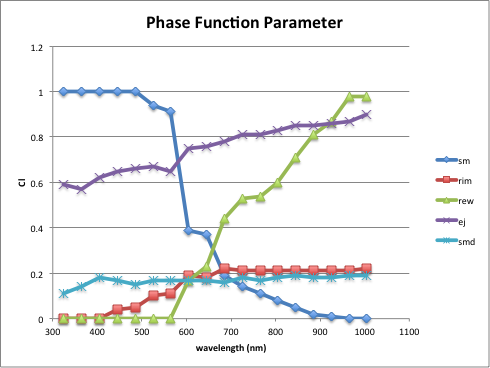 Phase Function Parameter
1.2
1
0.8
0.6
0.4
0.2
0
CI
300 400 500 600 700 800 900 1000 1100
wavelength (nm)
sm
rim
rew
ej
smd